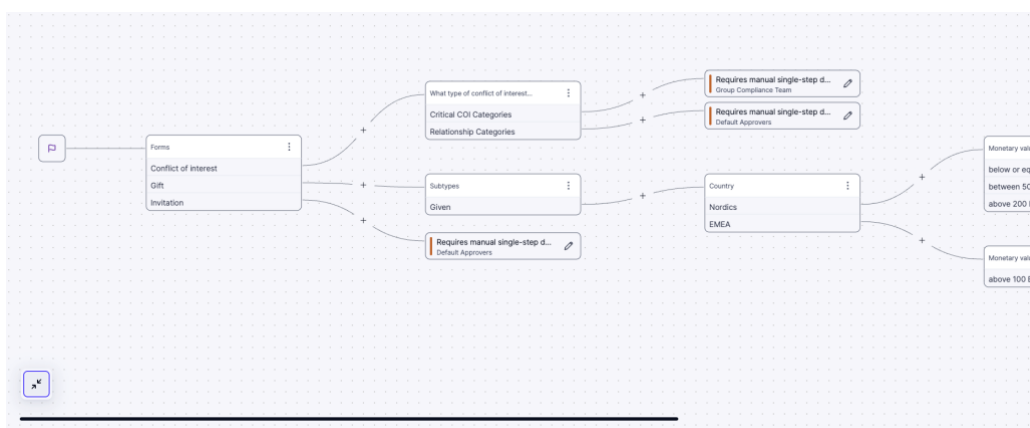 Forms
Conflict of interest
Gift
Invitation
What type of conflict of interest...
Critical COI Categories
Relationship Categories
Subtypes
Given
Requires manual single-step d...
Default Approvers
Requires manual single-step d...
Group Compliance Team
Requires manual single-step d...
Default Approvers
Country
Nordics
EMEA
Monetary val
below or eq
between 50
above 200
Monetary val
above 100